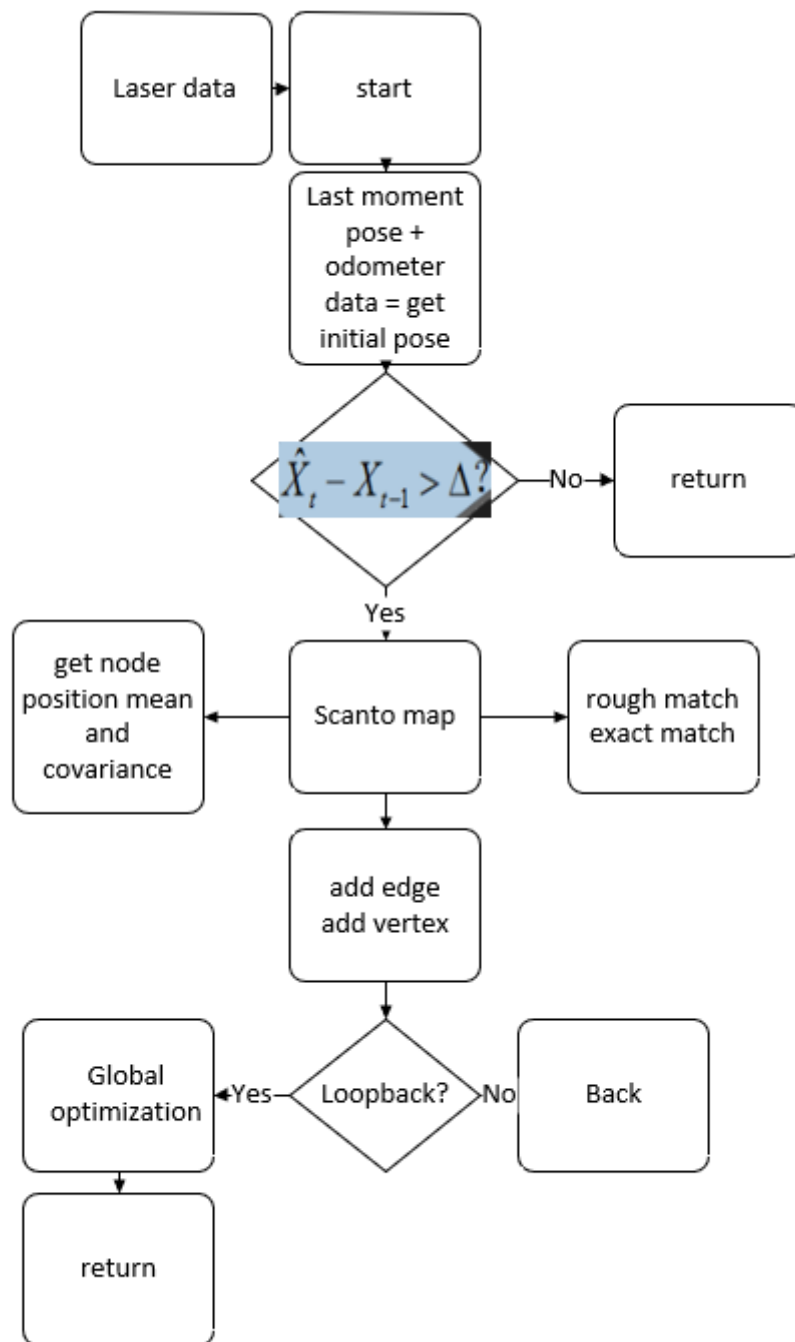 Laser data
start
Last moment
pose +
odometer
data = get
initial pose
X̂ₜ − Xₜ₋₁ > Δ?
No
return
Yes
get node
position mean
and
covariance
Scanto map
rough match
exact match
add edge
add vertex
Global
optimization
Yes
Loopback?
No
Back
return